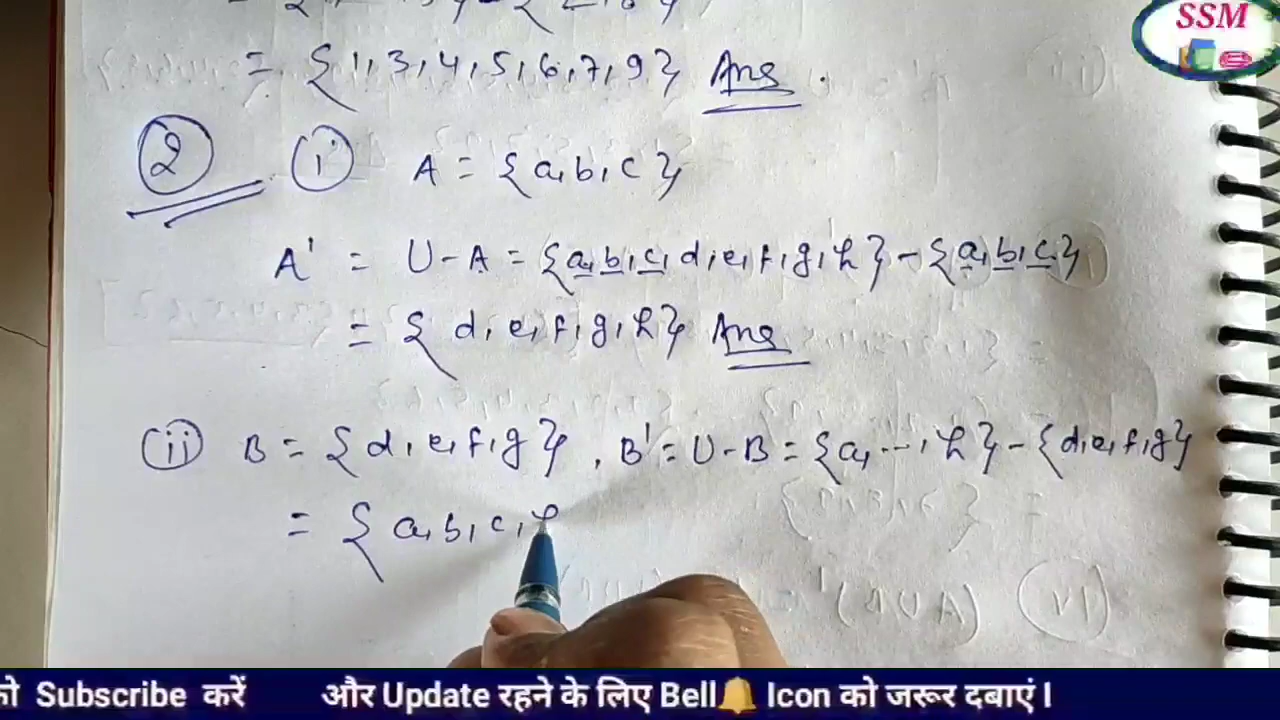 SSM
= {1,3,4,5,6,7,9} Ans.
2 (i) A = {a,b,c}
A' = U-A = {a,b,c,d,e,f,g,h} - {a,b,c}
= {d,e,f,g,h} Ans
(ii) B = {d,e,f,g}, B' = U-B = {a,...,h} - {d,e,f,g}
= {a,b,c,
को Subscribe करें और Update रहने के लिए Bell🔔 Icon को जरूर दबाएं।